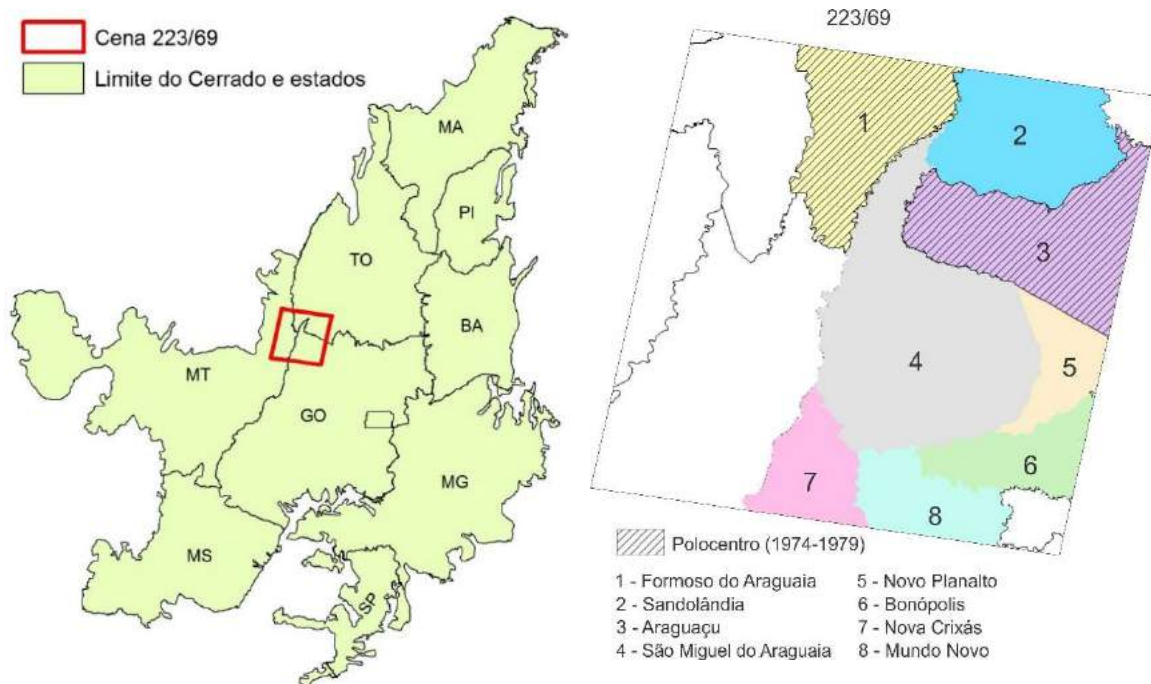 Cena 223/69
Limite do Cerrado e estados
MA
PI
TO
BA
MT
GO
MG
MS
SP
223/69
1
2
3
4
5
6
7
8
Polocentro (1974-1979)
1 - Formoso do Araguaia
2 - Sandolândia
3 - Araguaçu
4 - São Miguel do Araguaia
5 - Novo Planalto
6 - Bonópolis
7 - Nova Crixás
8 - Mundo Novo